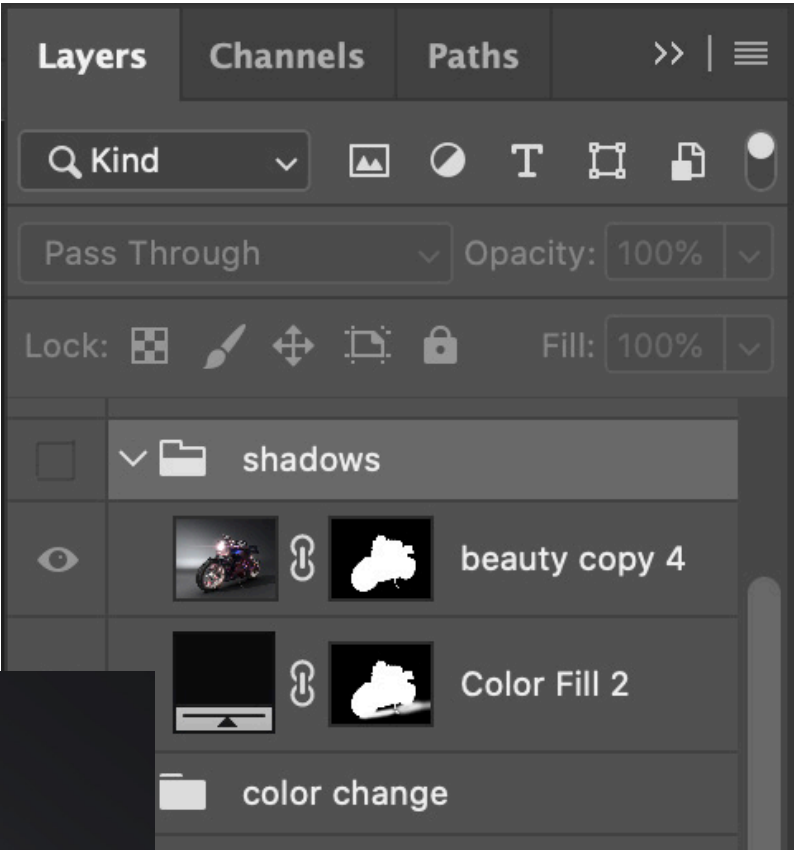 Layers Channels Paths
Kind
Pass Through Opacity: 100%
Lock: Fill: 100%
shadows
beauty copy 4
Color Fill 2
color change